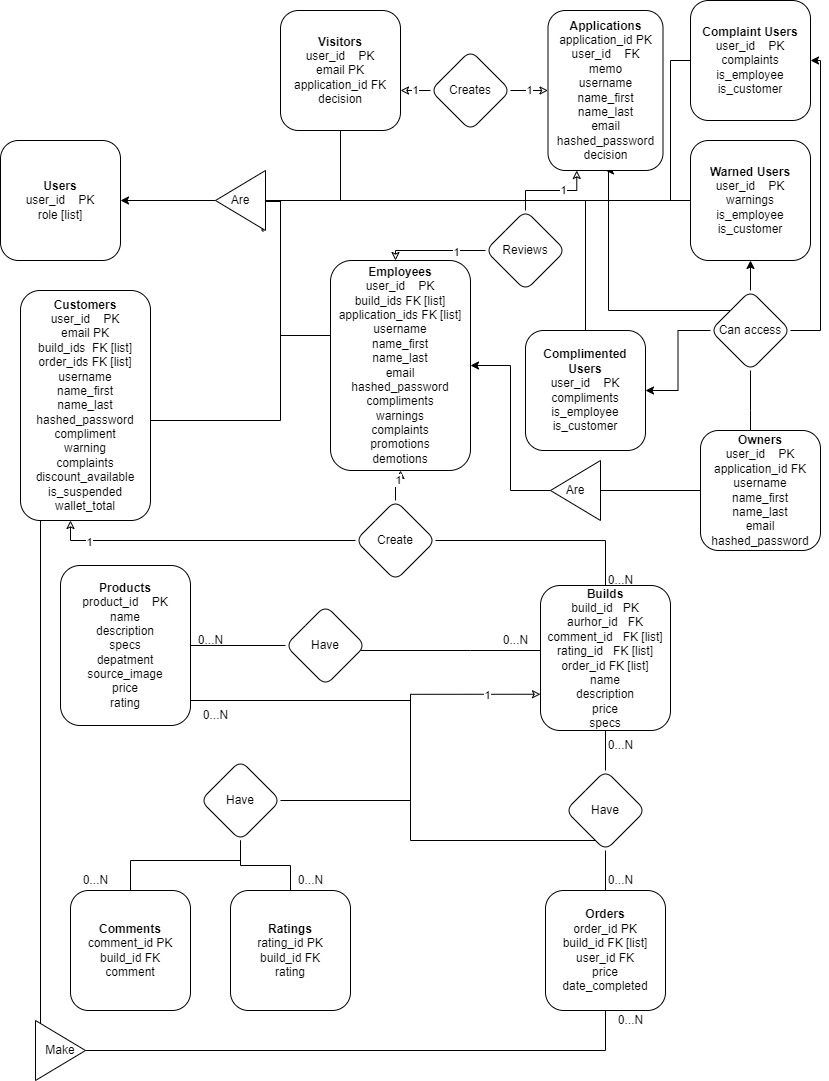 Visitors
user_id PK
email PK
application_id FK
decision
1
Creates
1
Applications
application_id PK
user_id FK
memo
username
name_first
name_last
email
hashed_password
decision
Complaint Users
user_id PK
complaints
is_employee
is_customer
Users
user_id PK
role [list]
Are
Warned Users
user_id PK
warnings
is_employee
is_customer
1
Reviews
1
Customers
user_id PK
email PK
build_ids FK [list]
order_ids FK [list]
username
name_first
name_last
hashed_password
compliment
warning
complaints
discount_available
is_suspended
wallet_total
Employees
user_id PK
build_ids FK [list]
application_ids FK [list]
username
name_first
name_last
email
hashed_password
compliments
warnings
complaints
promotions
demotions
Complimented
Users
user_id PK
compliments
is_employee
is_customer
Can access
Owners
user_id PK
application_id FK
username
name_first
name_last
email
hashed_password
Are
1
1
Create
0...N
Products
product_id PK
name
description
specs
depatment
source_image
price
rating
0...N
Have
0...N
Builds
build_id PK
aurhor_id FK
comment_id FK [list]
rating_id FK [list]
order_id FK [list]
name
description
price
specs
0...N
1
0...N
Have
Have
0...N
0...N
0...N
Comments
comment_id PK
build_id FK
comment
Ratings
rating_id PK
build_id FK
rating
Orders
order_id PK
build_id FK [list]
user_id FK
price
date_completed
0...N
Make